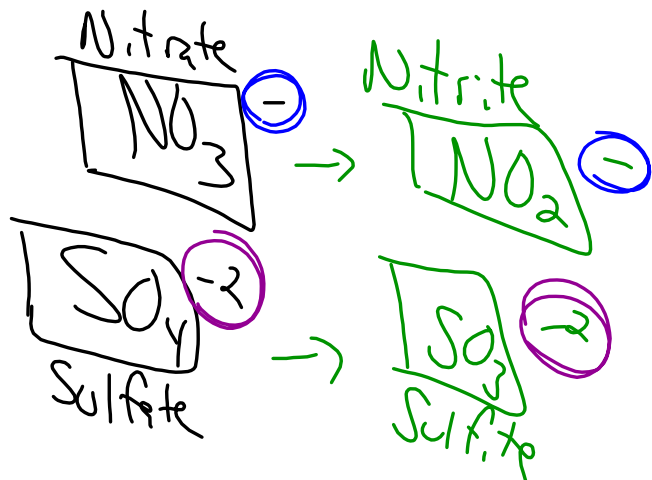 Nitrate
NO3 -
→
Nitrite
NO2 -
SO4 -2
Sulfate
→
SO3 -2
Sulfite